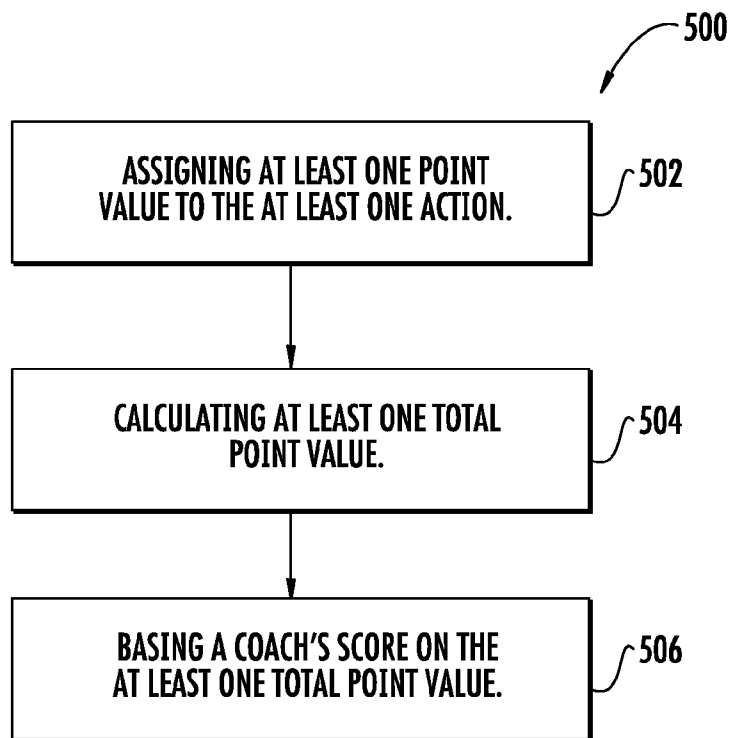 500
ASSIGNING AT LEAST ONE POINT
VALUE TO THE AT LEAST ONE ACTION.
502
CALCULATING AT LEAST ONE TOTAL
POINT VALUE.
504
BASING A COACH'S SCORE ON THE
AT LEAST ONE TOTAL POINT VALUE.
506